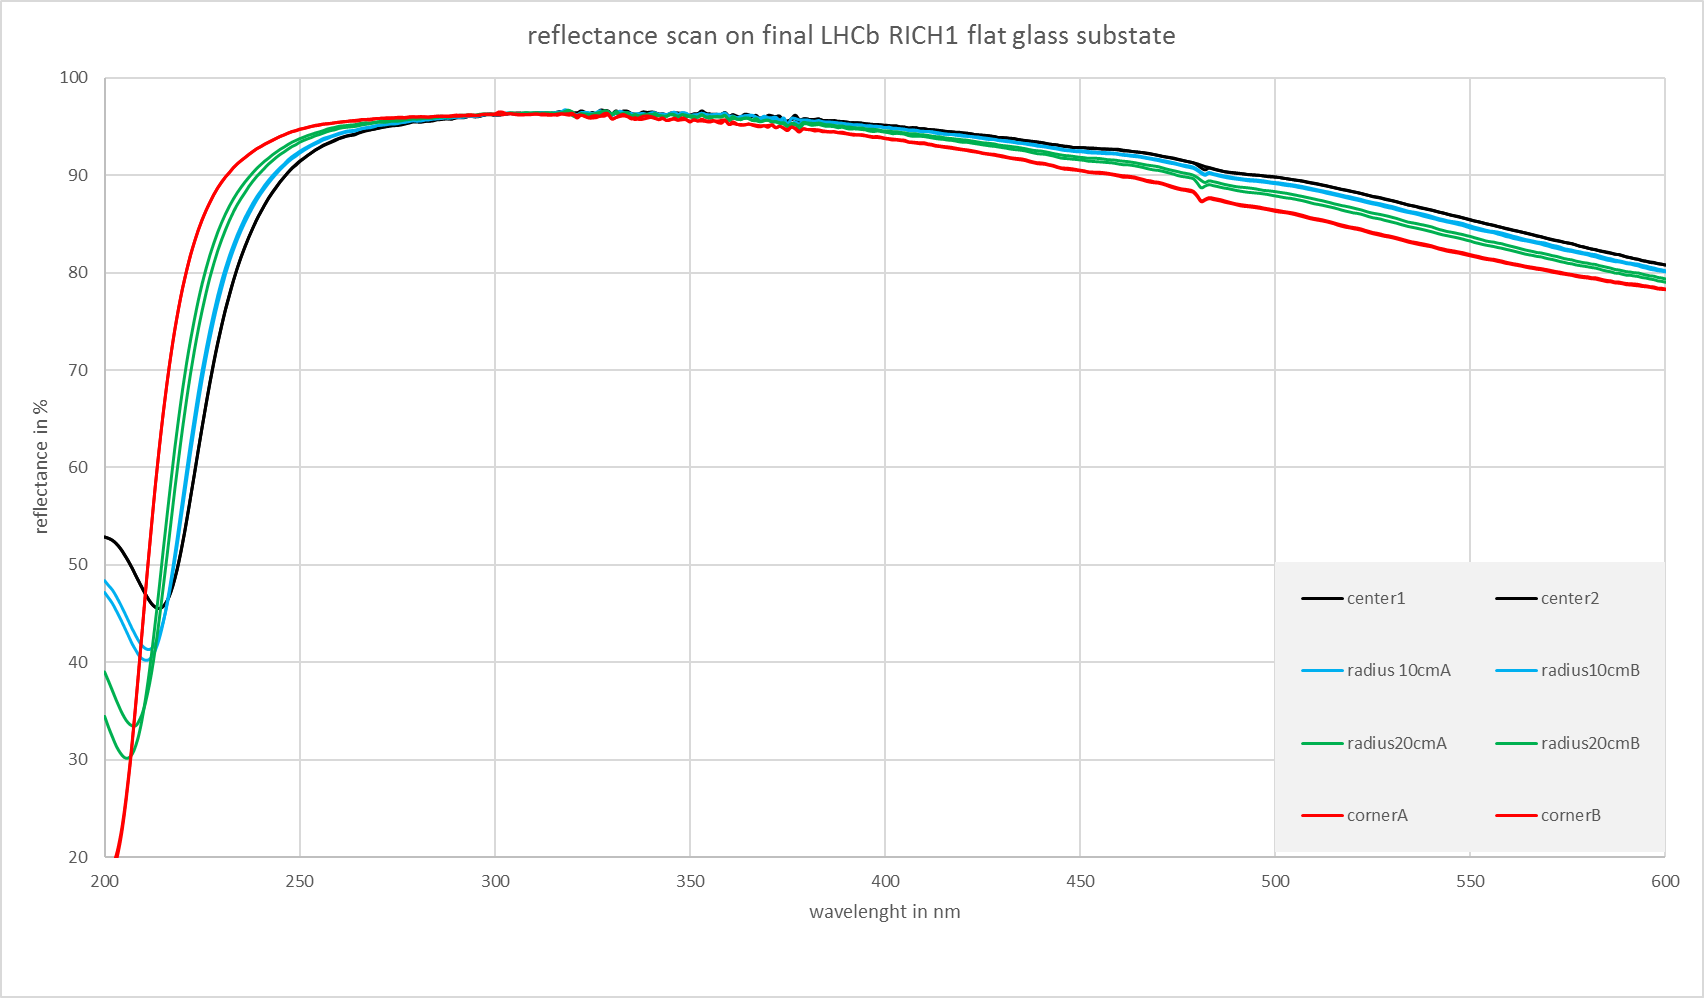 reflectance scan on final LHCb RICH1 flat glass substate
100
90
80
70
60
50
40
30
20
reflectance in %
200 250 300 350 400 450 500 550 600
wavelenght in nm
center1 center2
radius 10cmA radius10cmB
radius20cmA radius20cmB
cornerA cornerB